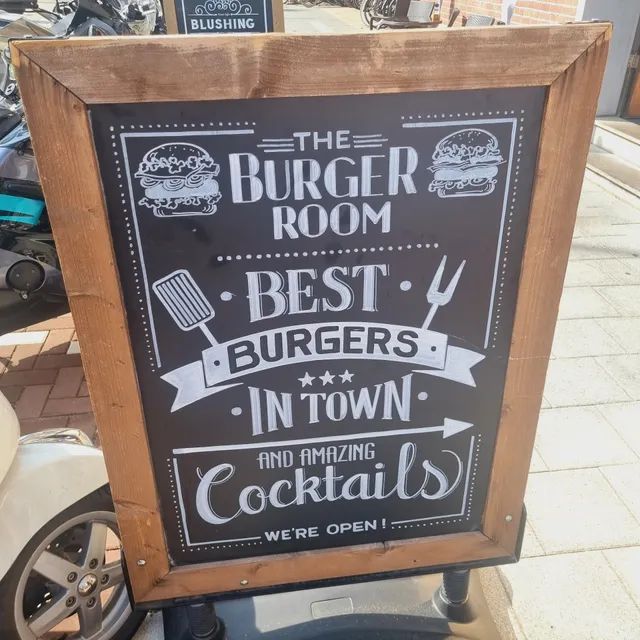 BLUSHING
THE
BURGER
ROOM
BEST
BURGERS
IN TOWN
AND AMAZING
Cocktails
WE'RE OPEN!